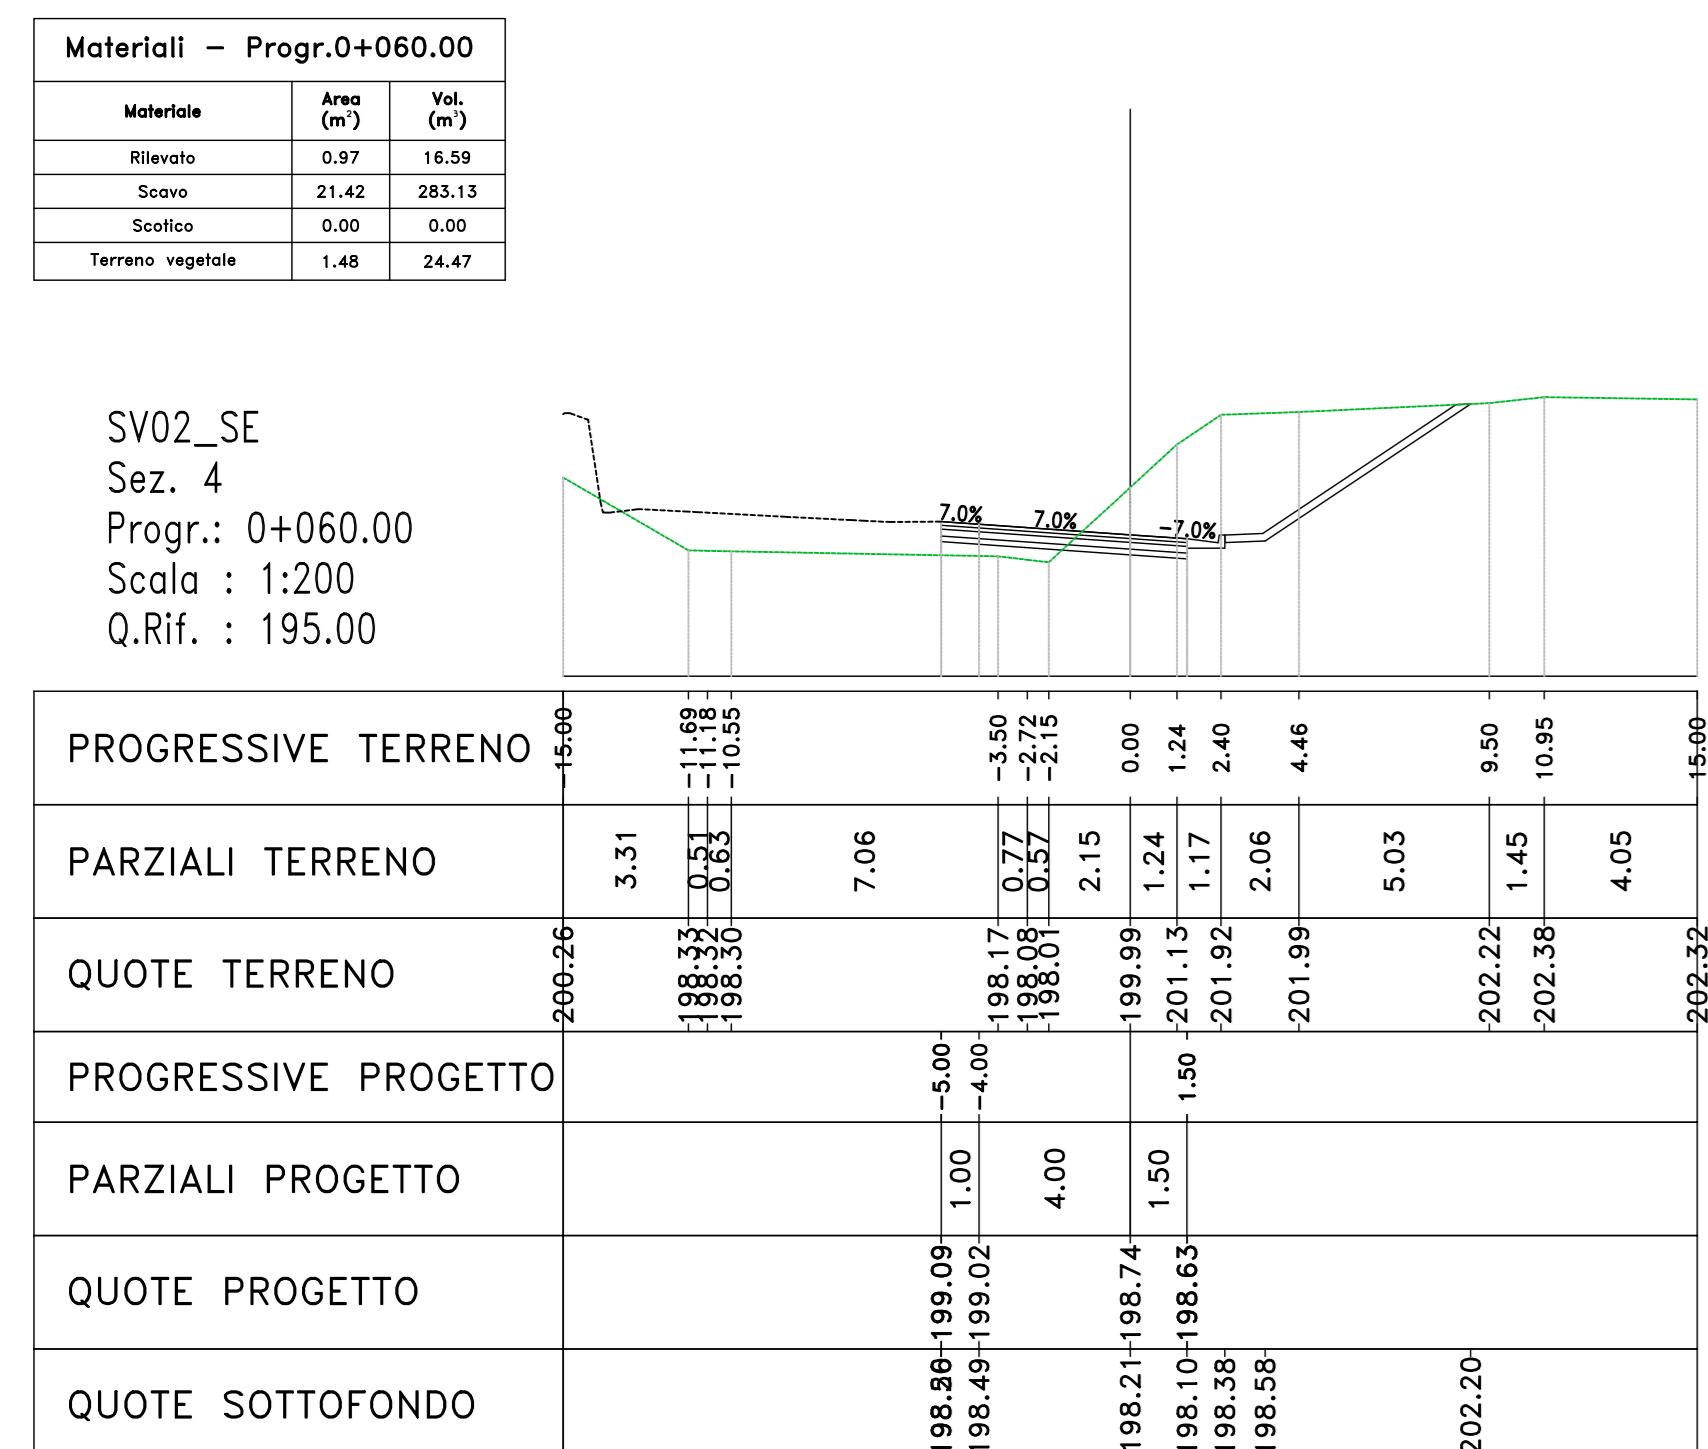 Materiali - Progr.0+060.00
Materiale Area (m²) Vol. (m³)
Rilevato 0.97 16.59
Scavo 21.42 283.13
Scotico 0.00 0.00
Terreno vegetale 1.48 24.47
SV02_SE
Sez. 4
Progr.: 0+060.00
Scala : 1:200
Q.Rif. : 195.00
7.0% 7.0% -7.0%
PROGRESSIVE TERRENO -15.00 -11.69 -11.18 -10.55 -3.50 -2.72 -2.15 0.00 1.24 2.40 4.46 9.50 10.95 15.00
PARZIALI TERRENO 3.31 0.51 0.63 7.06 0.77 0.57 2.15 1.24 1.17 2.06 5.03 1.45 4.05
QUOTE TERRENO 200.26 198.33 198.32 198.30 198.17 198.08 198.01 199.99 201.13 201.92 201.99 202.22 202.38 202.32
PROGRESSIVE PROGETTO -5.00 -4.00 1.50
PARZIALI PROGETTO 1.00 4.00 1.50
QUOTE PROGETTO 199.09 199.02 198.74 198.63
QUOTE SOTTOFONDO 198.49 198.21 198.10 198.38 198.58 202.20